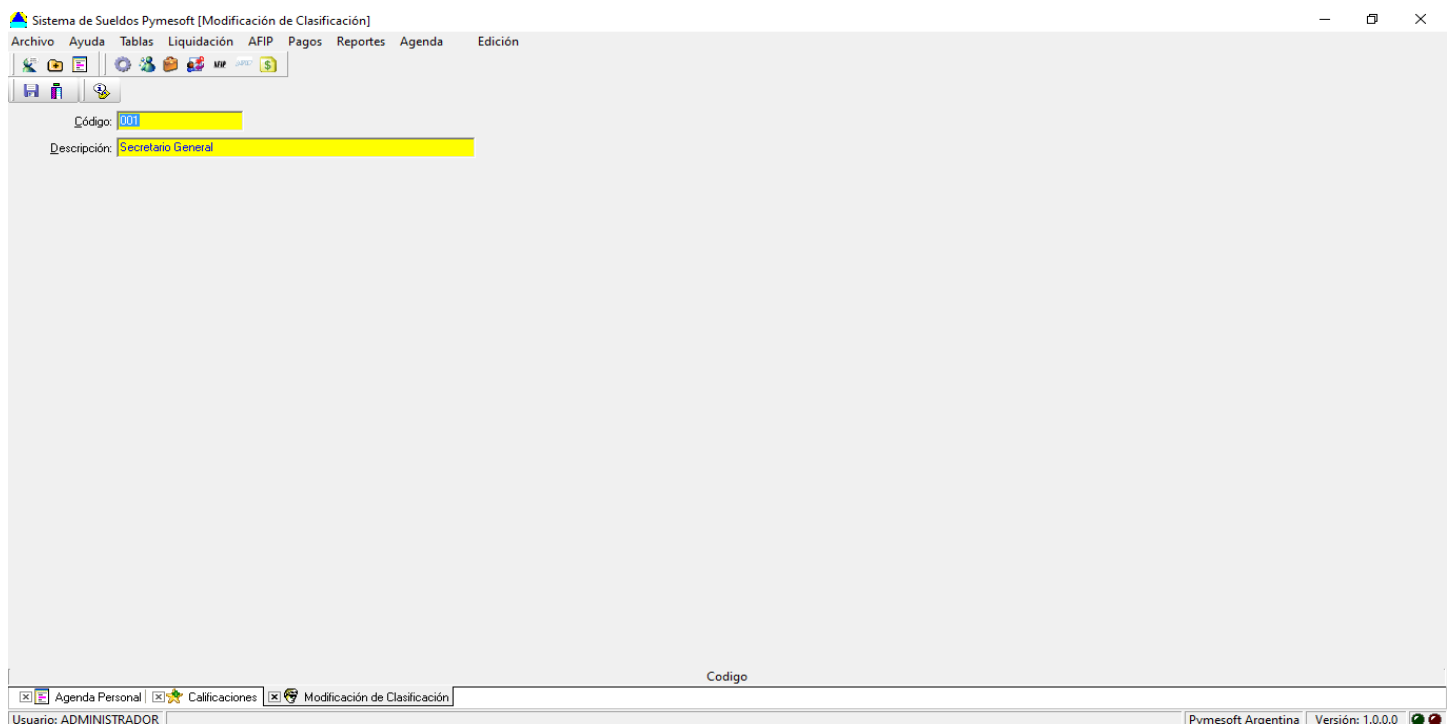 Sistema de Sueldos Pymesoft [Modificación de Clasificación]
Archivo Ayuda Tablas Liquidación AFIP Pagos Reportes Agenda Edición
Código: 001
Descripción: Secretario General
Codigo
Agenda Personal Calificaciones Modificación de Clasificación
Usuario: ADMINISTRADOR Pymesoft Argentina Versión: 1.0.0.0